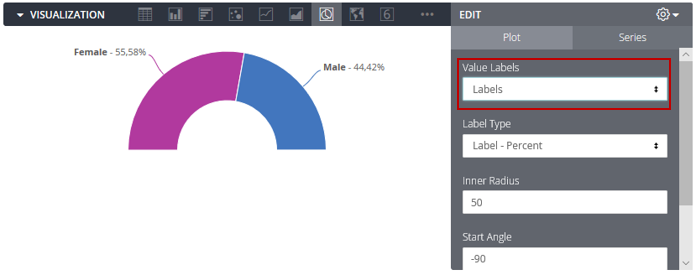 VISUALIZATION
6
EDIT
Plot
Series
Female - 55,58%
Male - 44,42%
Value Labels
Labels
Label Type
Label - Percent
Inner Radius
50
Start Angle
-90